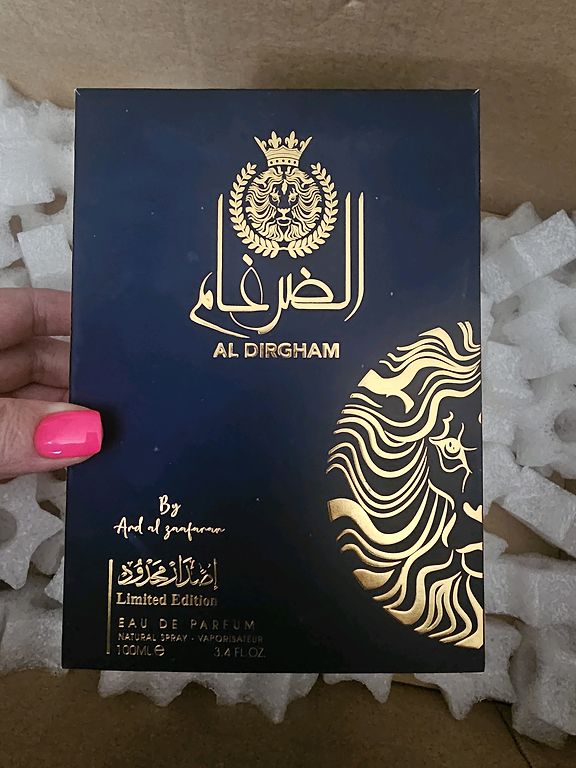 الضرغام
AL DIRGHAM
By
Ard al zaafaran
إصدار محدود
Limited Edition
EAU DE PARFUM
NATURAL SPRAY - VAPORISATEUR
100ML ℮ 3.4 FL.OZ.